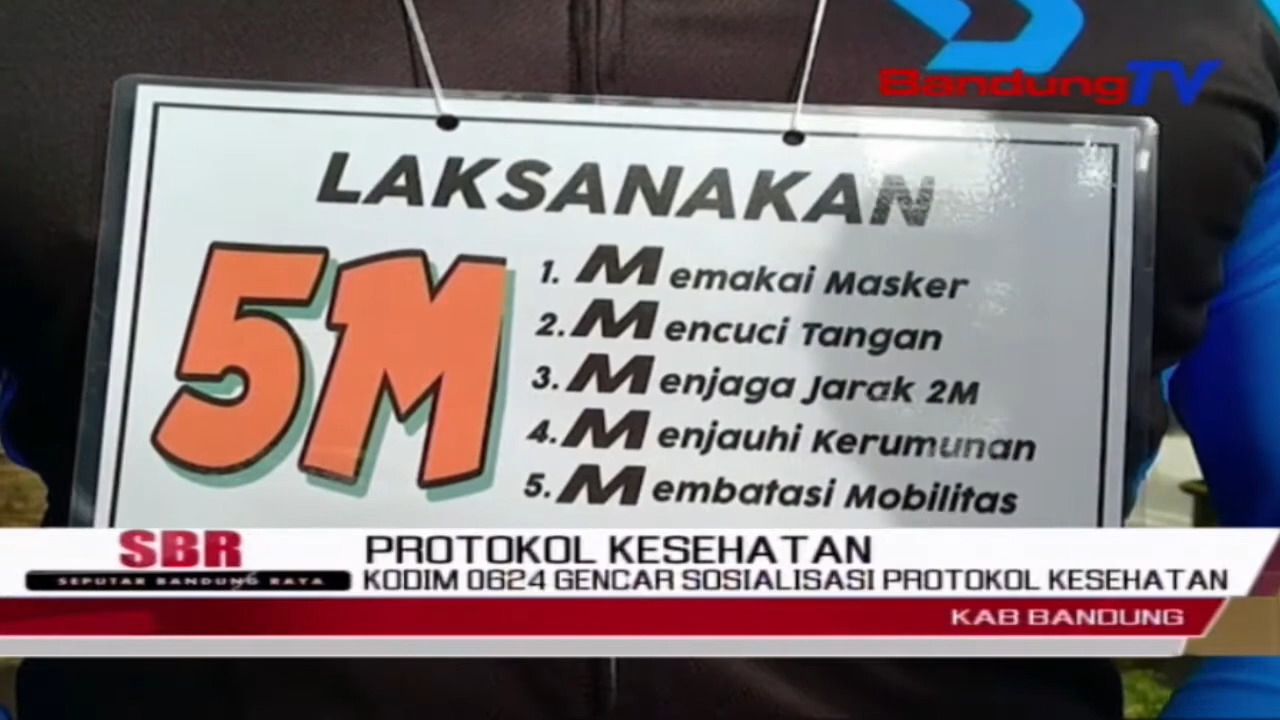 BandungTV
LAKSANAKAN
5M
1. Memakai Masker
2. Mencuci Tangan
3. Menjaga Jarak 2M
4. Menjauhi Kerumunan
5. Membatasi Mobilitas
SBR
SEPUTAR BANDUNG RAYA
PROTOKOL KESEHATAN
KODIM 0624 GENCAR SOSIALISASI PROTOKOL KESEHATAN
KAB BANDUNG